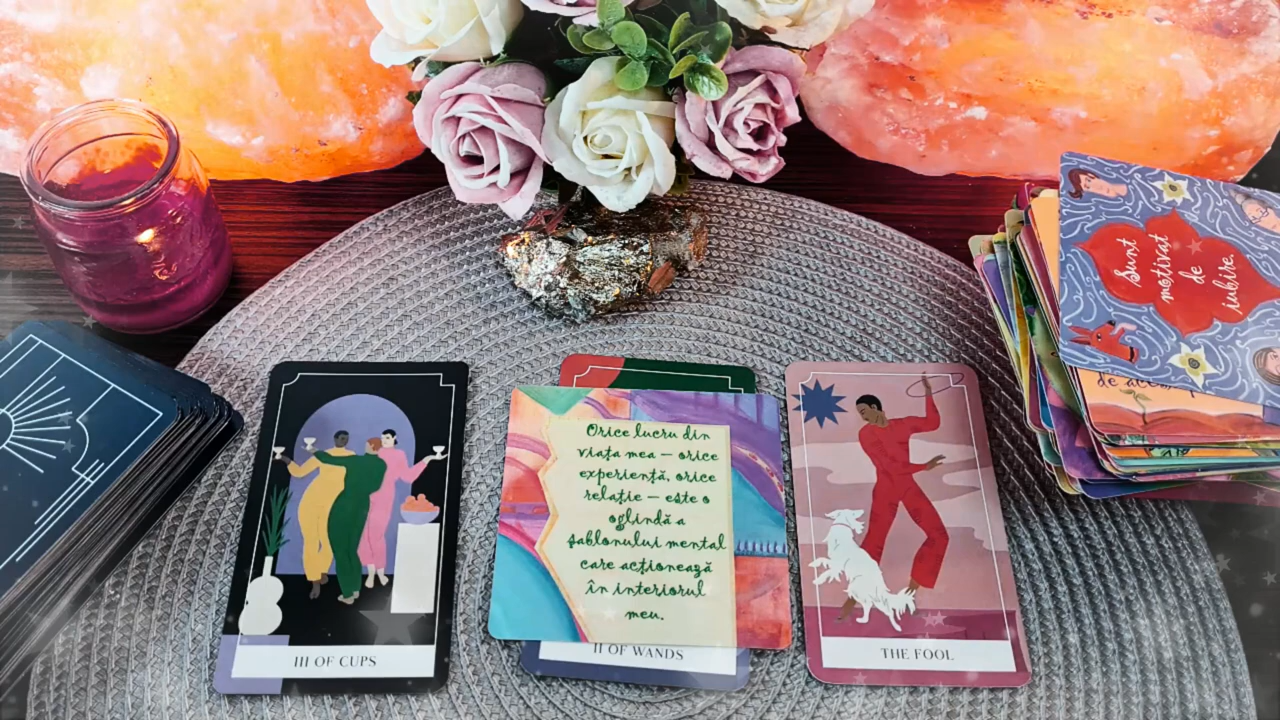 Sunt
motivat
de
iubire.
Orice lucru din
viața mea – orice
experiență, orice
relație – este o
oglindă a
șablonului mental
care acționează
în interiorul
meu.
III OF CUPS
II OF WANDS
THE FOOL